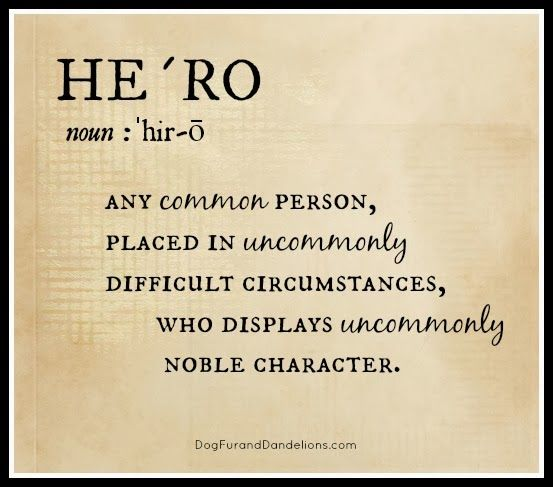 HE´RO
noun : ˈhir-ō
ANY common PERSON,
PLACED IN uncommonly
DIFFICULT CIRCUMSTANCES,
WHO DISPLAYS uncommonly
NOBLE CHARACTER.
DogFurandDandelions.com